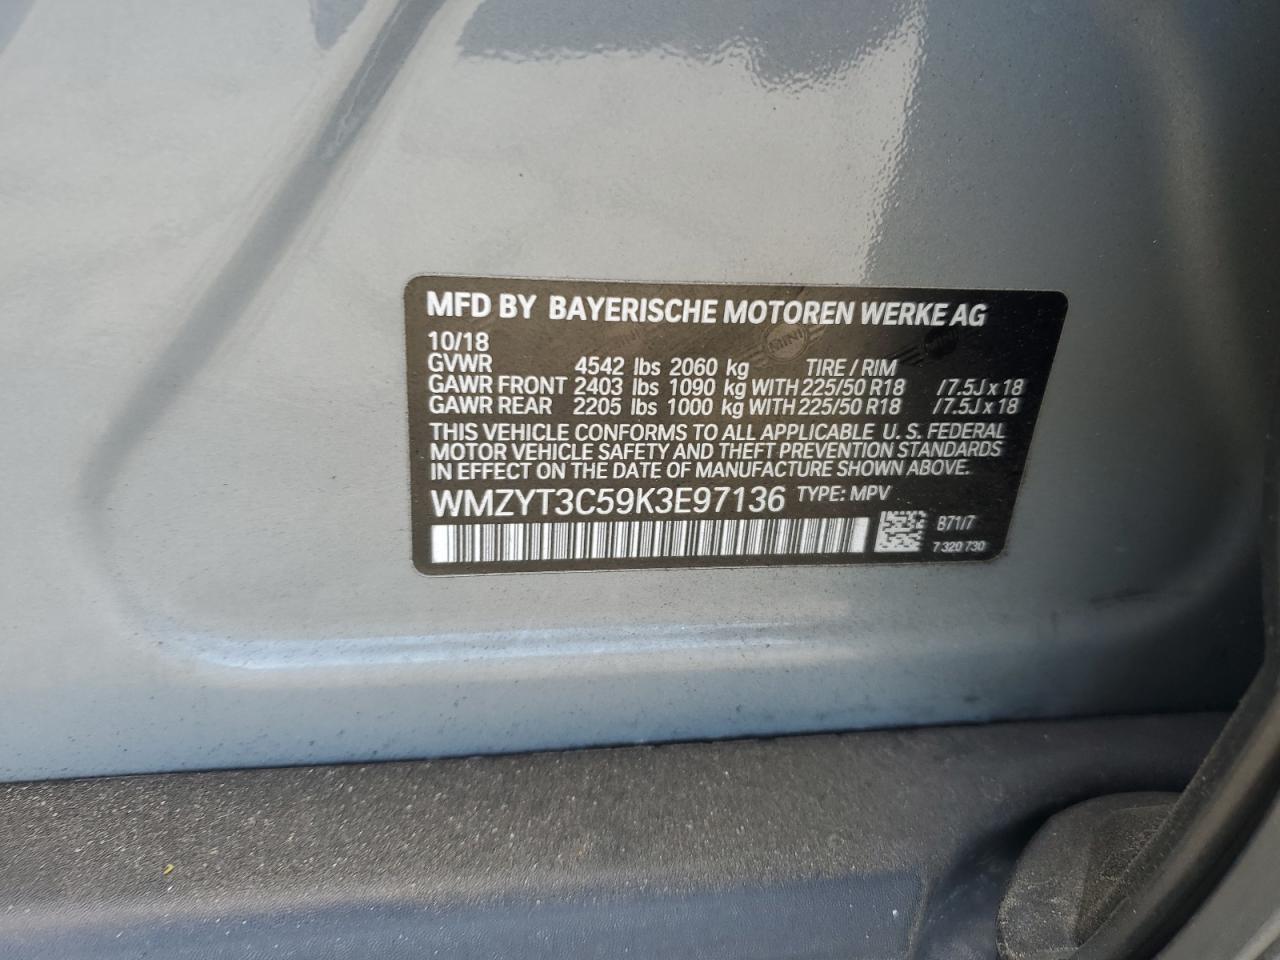 MFD BY BAYERISCHE MOTOREN WERKE AG
MINI
10/18
GVWR 4542 lbs 2060 kg TIRE / RIM
GAWR FRONT 2403 lbs 1090 kg WITH 225/50 R18 /7.5J x 18
GAWR REAR 2205 lbs 1000 kg WITH 225/50 R18 /7.5J x 18
THIS VEHICLE CONFORMS TO ALL APPLICABLE U. S. FEDERAL
MOTOR VEHICLE SAFETY AND THEFT PREVENTION STANDARDS
IN EFFECT ON THE DATE OF MANUFACTURE SHOWN ABOVE.
WMZYT3C59K3E97136 TYPE: MPV
B71/7
7 320 730